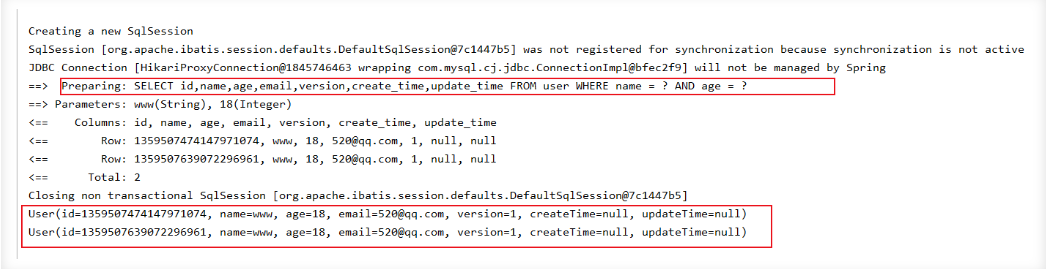 Creating a new SqlSession
SqlSession [org.apache.ibatis.session.defaults.DefaultSqlSession@7c1447b5] was not registered for synchronization because synchronization is not active
JDBC Connection [HikariProxyConnection@1845746463 wrapping com.mysql.cj.jdbc.ConnectionImpl@bfec2f9] will not be managed by Spring
==>  Preparing: SELECT id,name,age,email,version,create_time,update_time FROM user WHERE name = ? AND age = ?
==> Parameters: www(String), 18(Integer)
<==    Columns: id, name, age, email, version, create_time, update_time
<==        Row: 1359507474147971074, www, 18, 520@qq.com, 1, null, null
<==        Row: 1359507639072296961, www, 18, 520@qq.com, 1, null, null
<==      Total: 2
Closing non transactional SqlSession [org.apache.ibatis.session.defaults.DefaultSqlSession@7c1447b5]
User(id=1359507474147971074, name=www, age=18, email=520@qq.com, version=1, createTime=null, updateTime=null)
User(id=1359507639072296961, name=www, age=18, email=520@qq.com, version=1, createTime=null, updateTime=null)